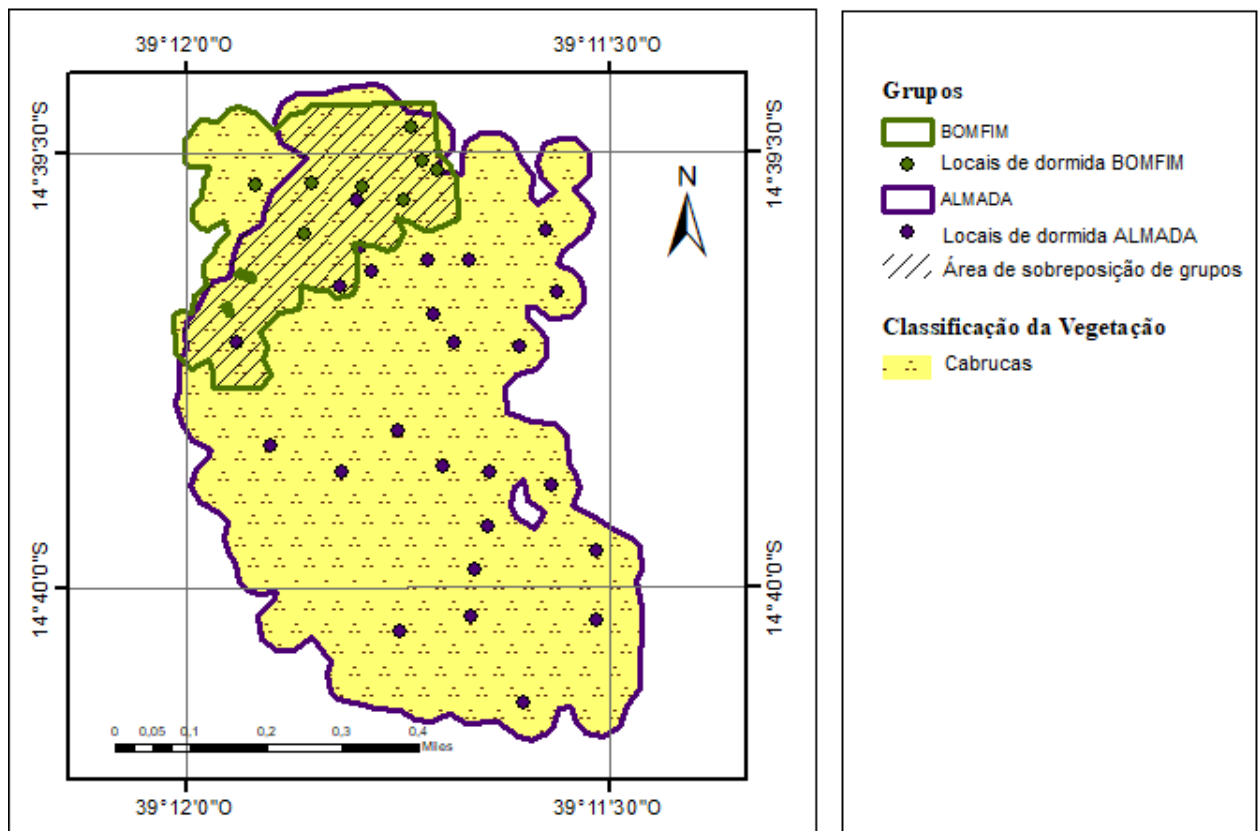 39°12'0"O
39°11'30"O
14°39'30"S
14°39'30"S
N
14°40'0"S
14°40'0"S
0
0,05
0,1
0,2
0,3
0,4
Miles
39°12'0"O
39°11'30"O
Grupos
BOMFIM
Locais de dormida BOMFIM
ALMADA
Locais de dormida ALMADA
Área de sobreposição de grupos
Classificação da Vegetação
Cabrucas